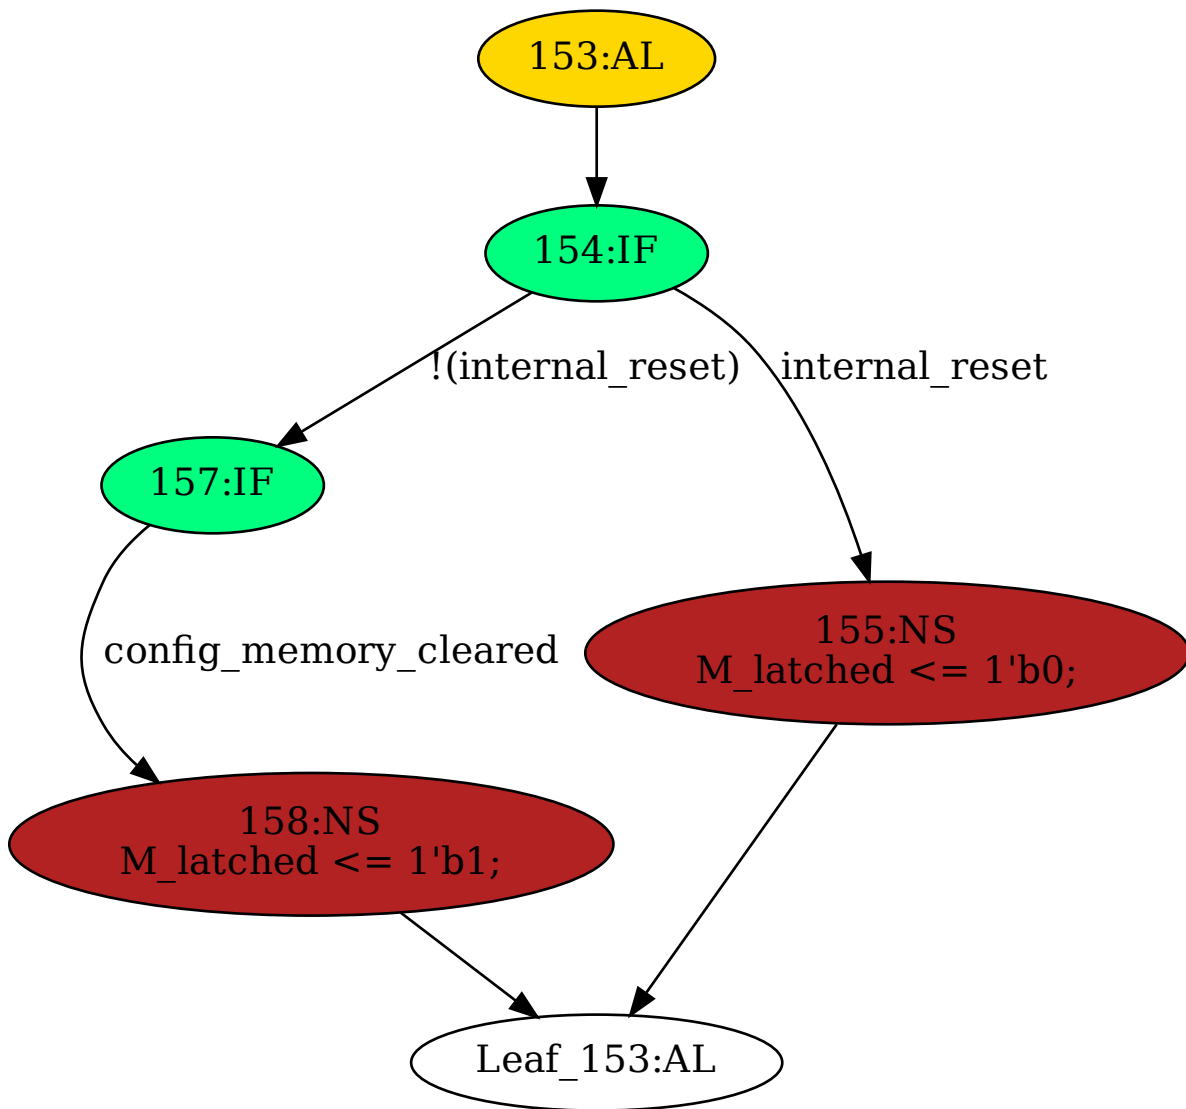 153:AL
154:IF
!(internal_reset)
internal_reset
157:IF
155:NS
M_latched <= 1'b0;
config_memory_cleared
158:NS
M_latched <= 1'b1;
Leaf_153:AL